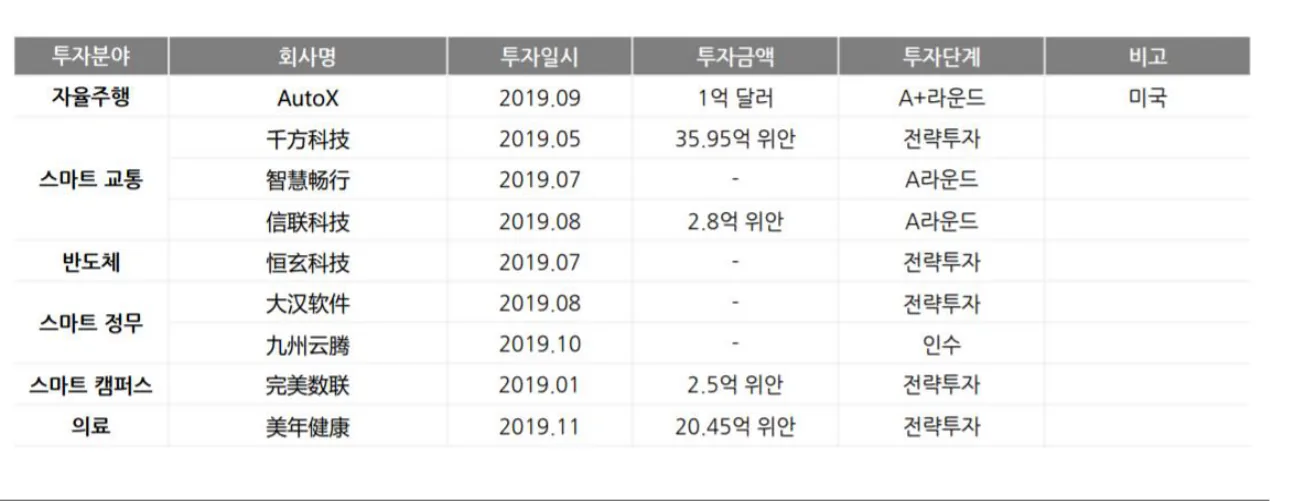 투자분야 회사명 투자일시 투자금액 투자단계 비고
자율주행 AutoX 2019.09 1억 달러 A+라운드 미국
스마트 교통 千方科技 2019.05 35.95억 위안 전략투자
智慧畅行 2019.07 - A라운드
信联科技 2019.08 2.8억 위안 A라운드
반도체 恒玄科技 2019.07 - 전략투자
스마트 정무 大汉软件 2019.08 - 전략투자
九州云腾 2019.10 - 인수
스마트 캠퍼스 完美数联 2019.01 2.5억 위안 전략투자
의료 美年健康 2019.11 20.45억 위안 전략투자